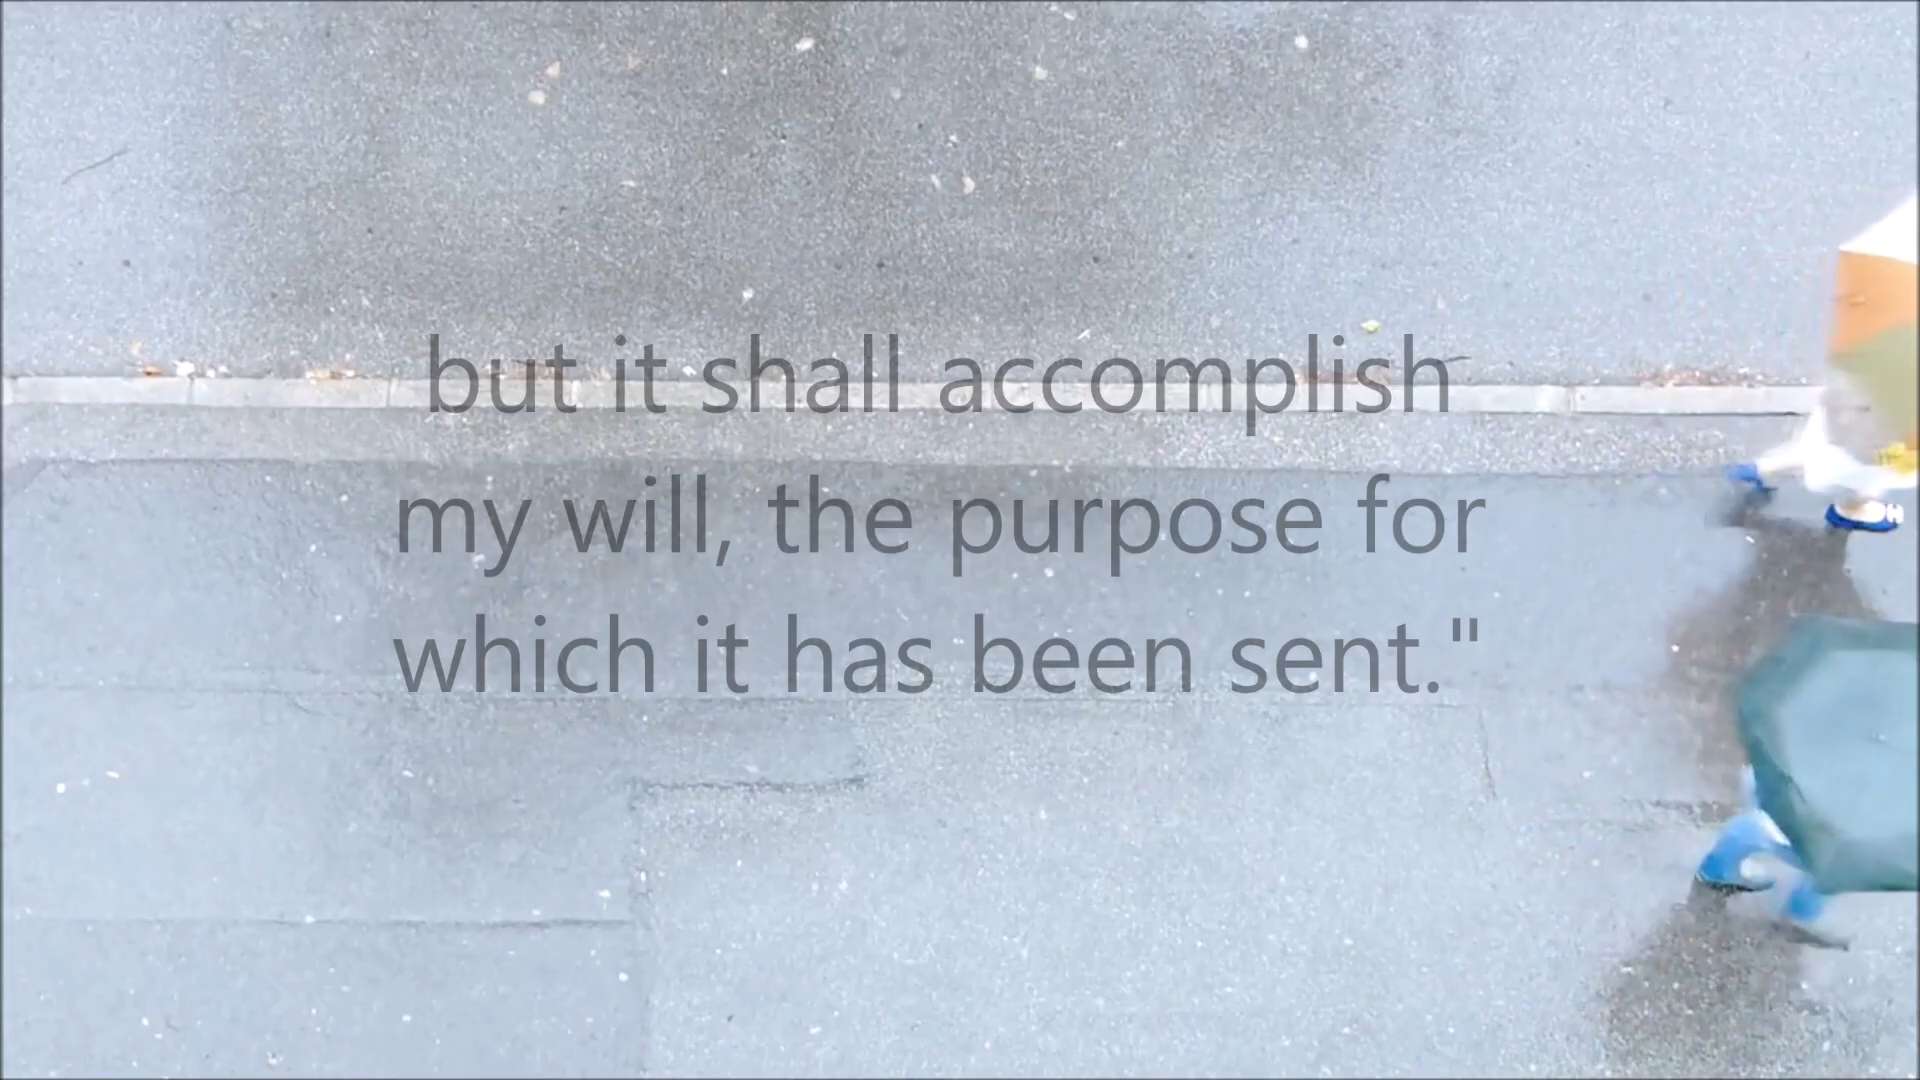 but it shall accomplish
my will, the purpose for
which it has been sent."